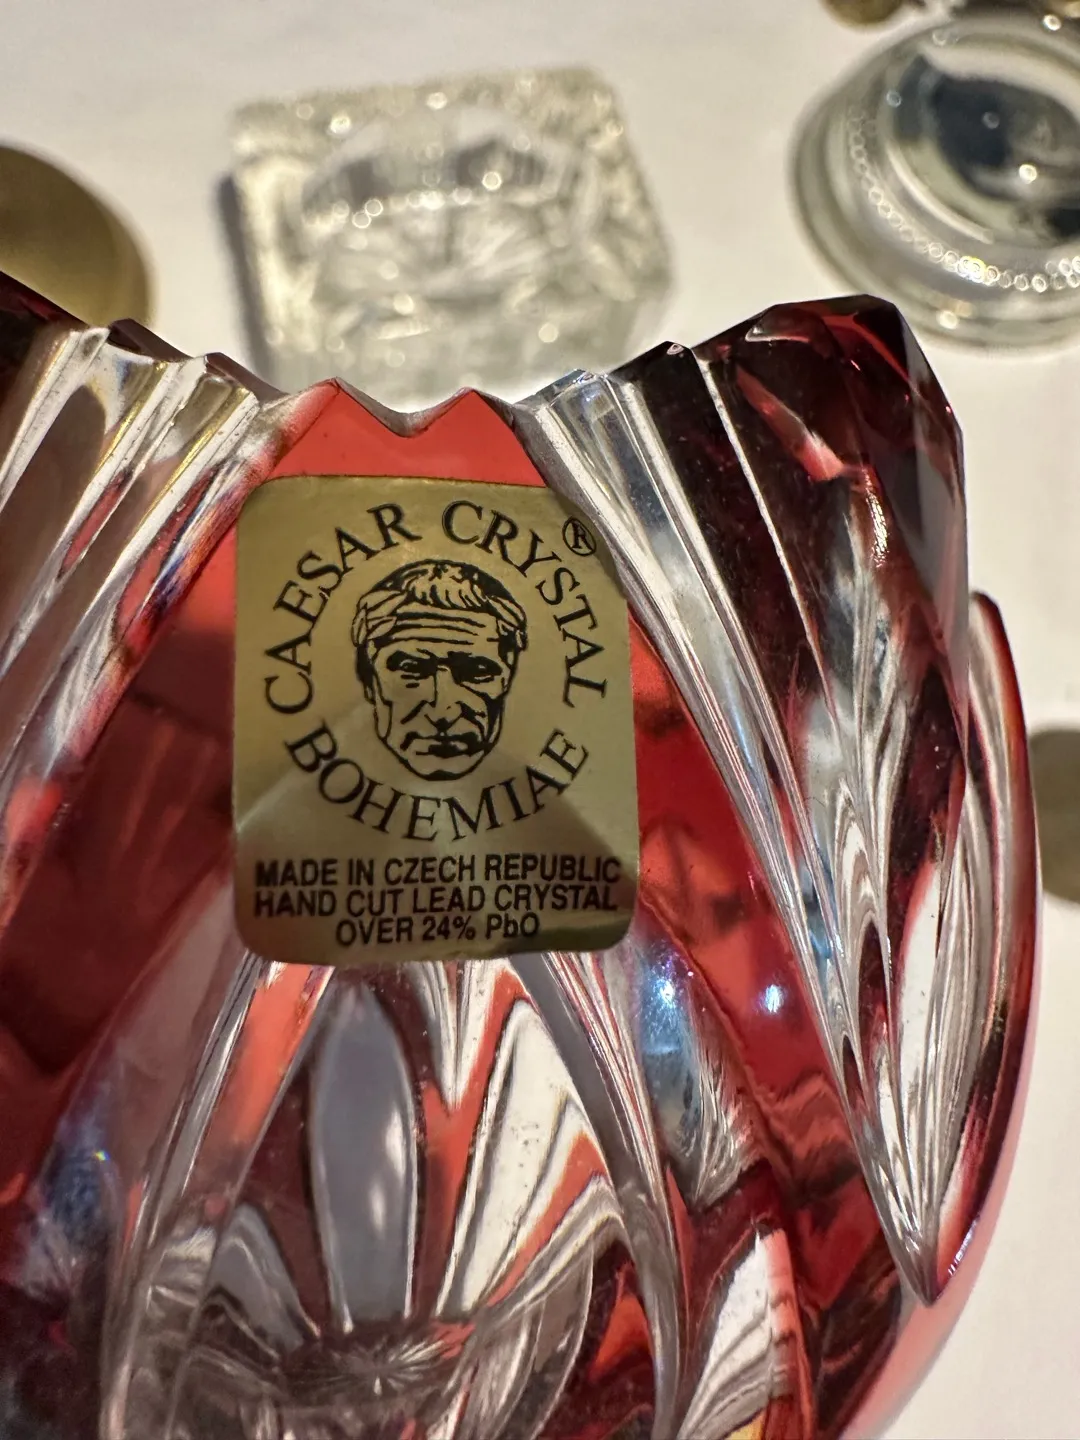 CAESAR CRYSTAL ®
BOHEMIAE
MADE IN CZECH REPUBLIC
HAND CUT LEAD CRYSTAL
OVER 24% PbO